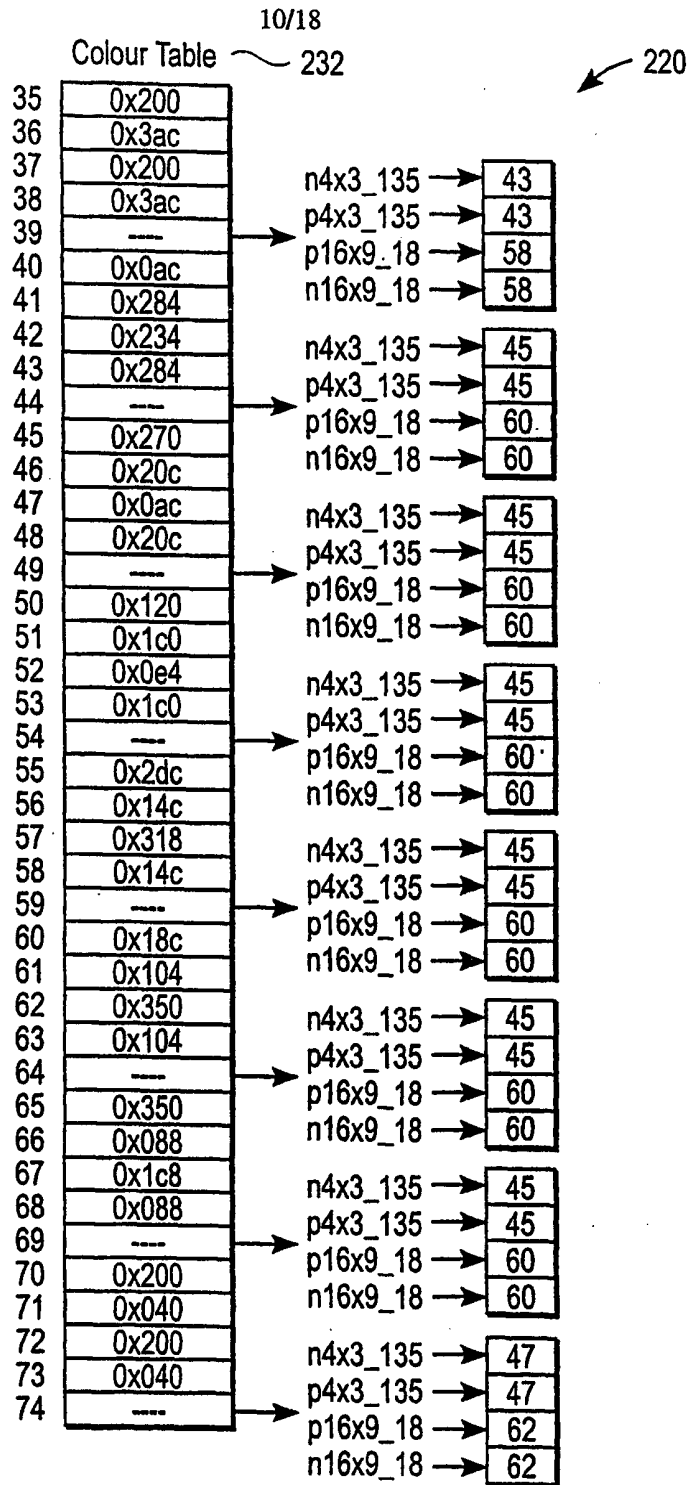 10/18
Colour Table 232
220
35 0x200
36 0x3ac
37 0x200
38 0x3ac
39 ----
40 0x0ac
41 0x284
42 0x234
43 0x284
44 ----
45 0x270
46 0x20c
47 0x0ac
48 0x20c
49 ----
50 0x120
51 0x1c0
52 0x0e4
53 0x1c0
54 ----
55 0x2dc
56 0x14c
57 0x318
58 0x14c
59 ----
60 0x18c
61 0x104
62 0x350
63 0x104
64 ----
65 0x350
66 0x088
67 0x1c8
68 0x088
69 ----
70 0x200
71 0x040
72 0x200
73 0x040
74 ----
n4x3_135 43
p4x3_135 43
p16x9_18 58
n16x9_18 58
n4x3_135 45
p4x3_135 45
p16x9_18 60
n16x9_18 60
n4x3_135 45
p4x3_135 45
p16x9_18 60
n16x9_18 60
n4x3_135 45
p4x3_135 45
p16x9_18 60
n16x9_18 60
n4x3_135 45
p4x3_135 45
p16x9_18 60
n16x9_18 60
n4x3_135 45
p4x3_135 45
p16x9_18 60
n16x9_18 60
n4x3_135 45
p4x3_135 45
p16x9_18 60
n16x9_18 60
n4x3_135 47
p4x3_135 47
p16x9_18 62
n16x9_18 62